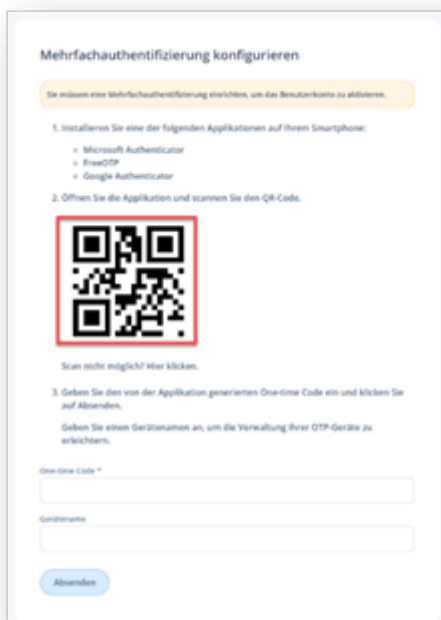 Mehrfachauthentifizierung konfigurieren
Sie müssen eine Mehrfachauthentifizierung einrichten, um das Benutzerkonto zu aktivieren.
1. Installieren Sie eine der folgenden Applikationen auf Ihrem Smartphone:
Microsoft Authenticator
FreeOTP
Google Authenticator
2. Öffnen Sie die Applikation und scannen Sie den QR-Code.
Scan nicht möglich? Hier klicken.
3. Geben Sie den von der Applikation generierten One-time Code ein und klicken Sie
auf Absenden.
Geben Sie einen Gerätenamen an, um die Verwaltung Ihrer OTP-Geräte zu
erleichtern.
One-time Code *
Gerätename
Absenden